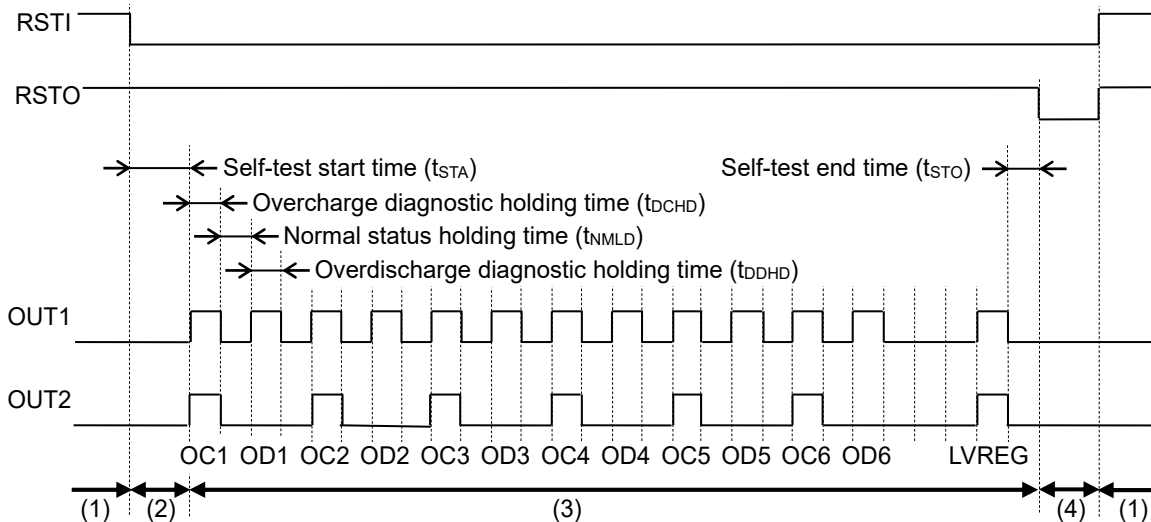 RSTI
RSTO
Self-test start time (tSTA)
Self-test end time (tSTO)
Overcharge diagnostic holding time (tDCHD)
Normal status holding time (tNMLD)
Overdischarge diagnostic holding time (tDDHD)
OUT1
OUT2
OC1 OD1 OC2 OD2 OC3 OD3 OC4 OD4 OC5 OD5 OC6 OD6 LVREG
(1) (2) (3) (4) (1)